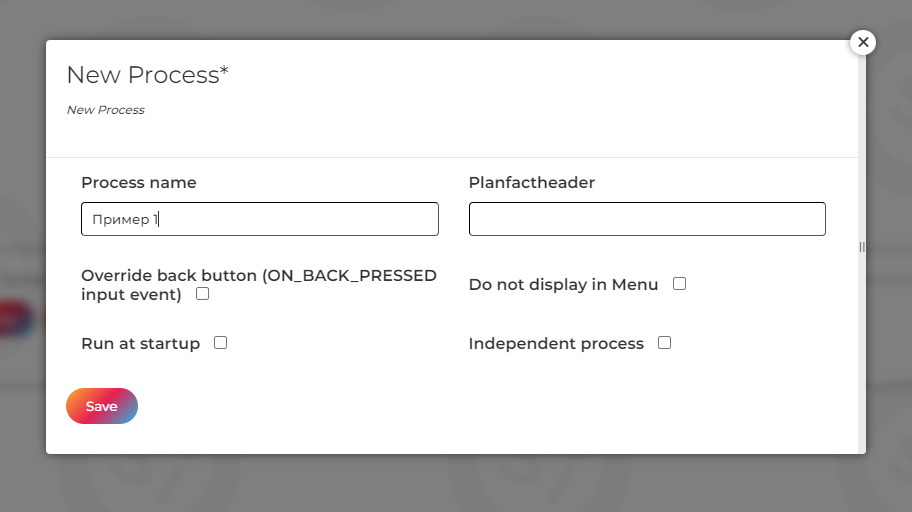 New Process*
New Process
Process name
Planfactheader
Пример 1
Override back button (ON_BACK_PRESSED
input event)
Do not display in Menu
Run at startup
Independent process
Save